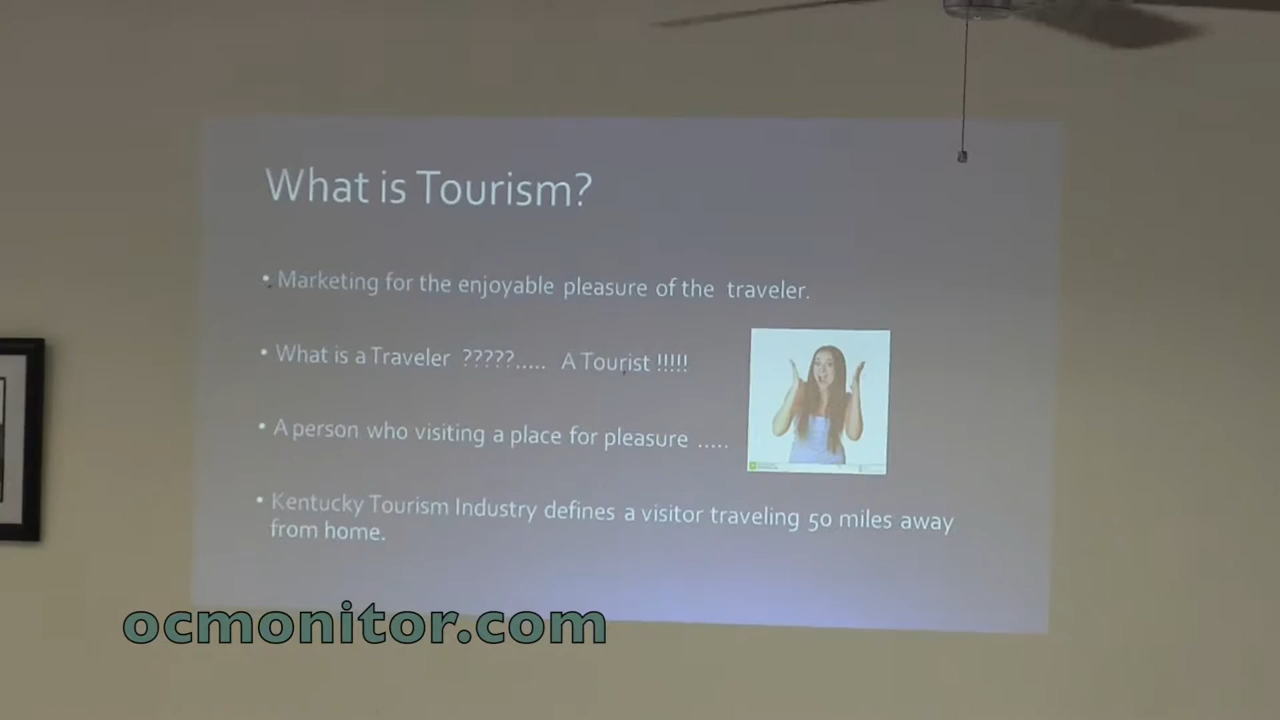 What is Tourism?
• Marketing for the enjoyable pleasure of the traveler.
• What is a Traveler ?????..... A Tourist !!!!!
• A person who visiting a place for pleasure .....
• Kentucky Tourism Industry defines a visitor traveling 50 miles away
from home.
ocmonitor.com